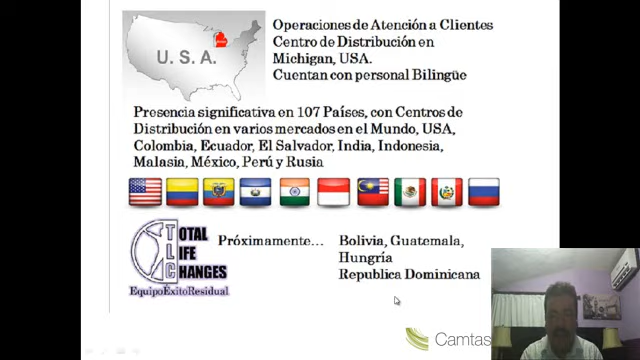 U. S. A.
Operaciones de Atención a Clientes
Centro de Distribución en
Michigan, USA.
Cuentan con personal Bilingüe
Presencia significativa en 107 Países, con Centros de
Distribución en varios mercados en el Mundo, USA,
Colombia, Ecuador, El Salvador, India, Indonesia,
Malasia, México, Perú y Rusia
TOTAL
LIFE
CHANGES
TLC
EquipoÉxitoResidual
Próximamente... Bolivia, Guatemala,
Hungría
Republica Dominicana
Camtas